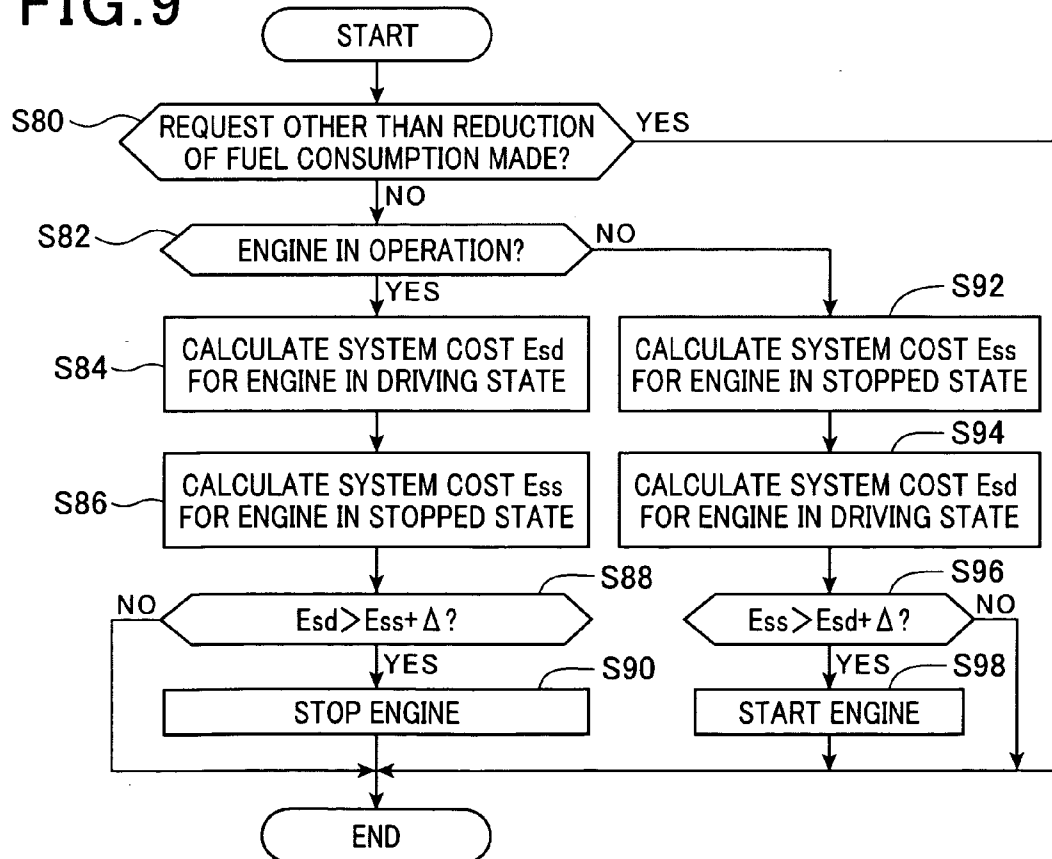 FIG.9
START
S80
REQUEST OTHER THAN REDUCTION
OF FUEL CONSUMPTION MADE?
YES
NO
S82
ENGINE IN OPERATION?
NO
YES
S84
CALCULATE SYSTEM COST Esd
FOR ENGINE IN DRIVING STATE
S92
CALCULATE SYSTEM COST Ess
FOR ENGINE IN STOPPED STATE
S86
CALCULATE SYSTEM COST Ess
FOR ENGINE IN STOPPED STATE
S94
CALCULATE SYSTEM COST Esd
FOR ENGINE IN DRIVING STATE
S88
NO
Esd>Ess+Δ?
YES
S96
Ess>Esd+Δ?
NO
YES
S90
STOP ENGINE
S98
START ENGINE
END